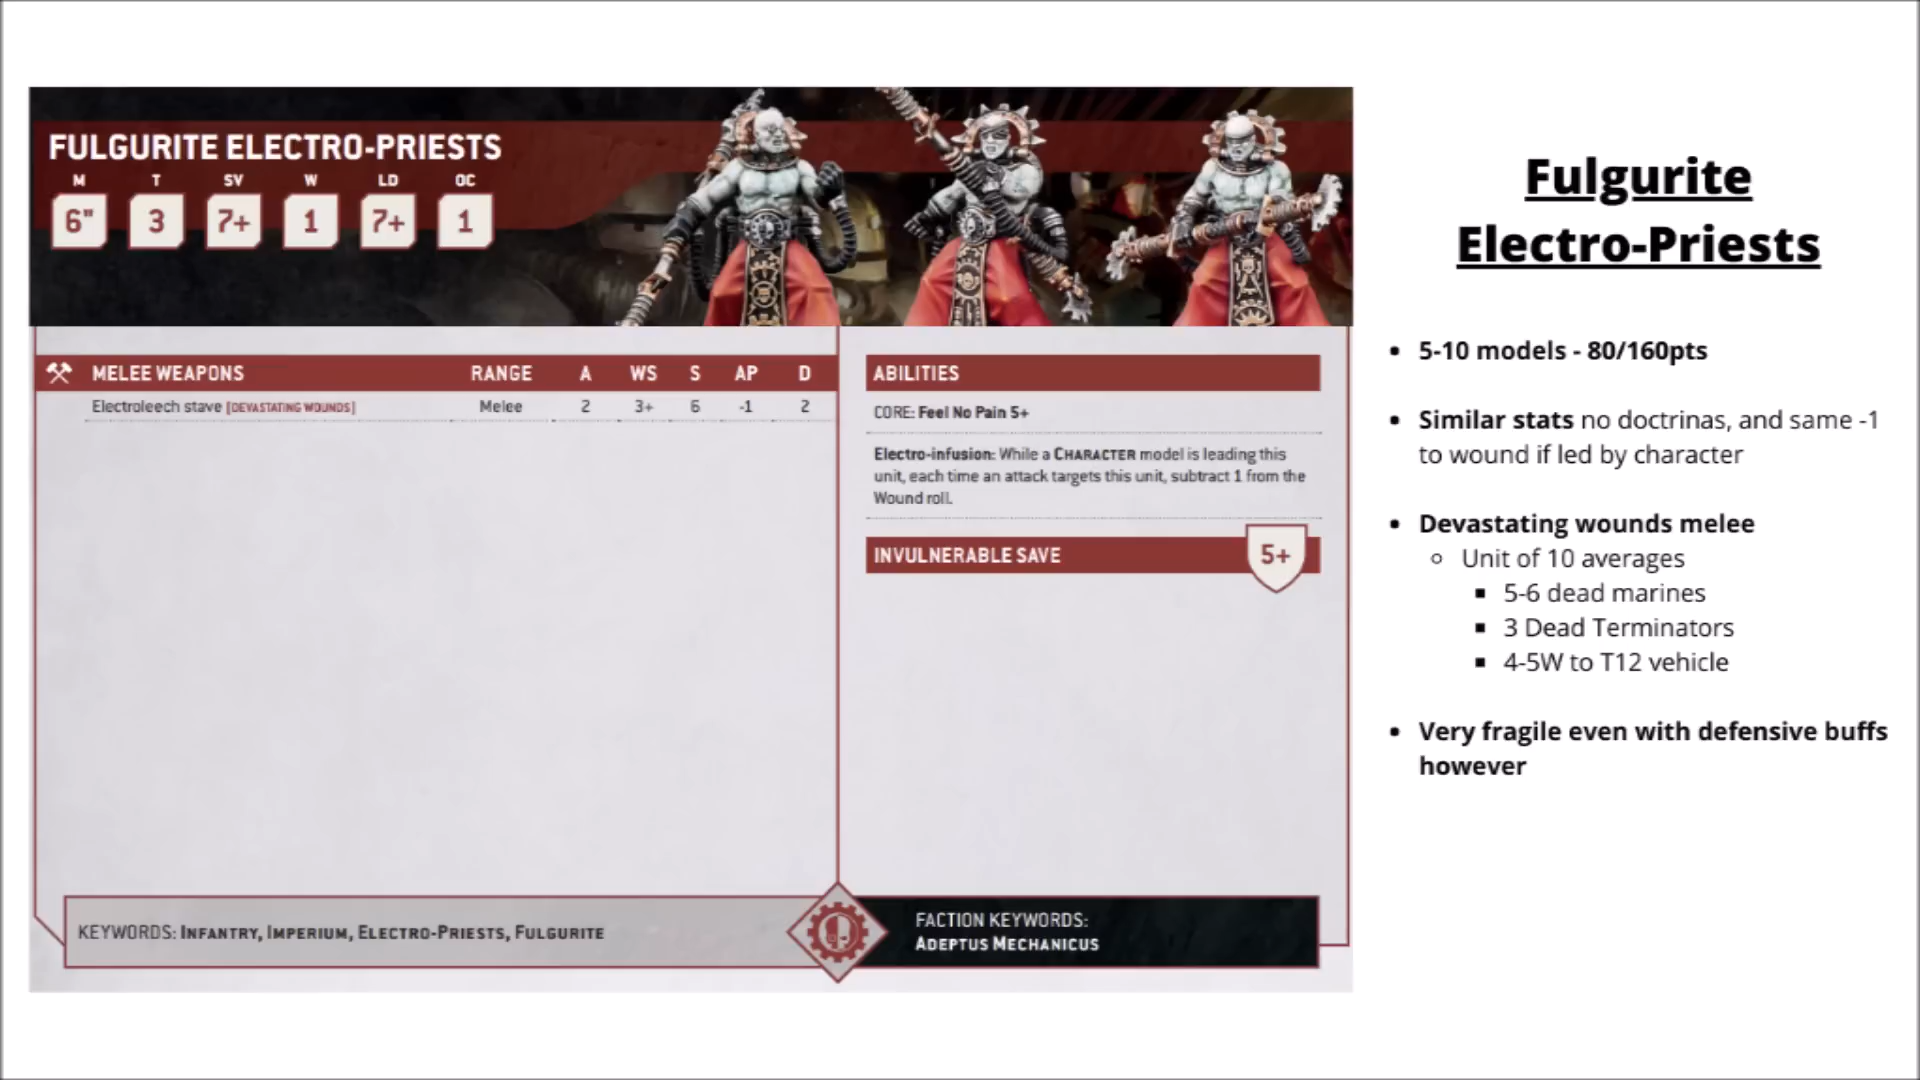 FULGURITE ELECTRO-PRIESTS
M T SV W LD OC
6" 3 7+ 1 7+ 1
MELEE WEAPONS RANGE A WS S AP D
Electroleech stave [DEVASTATING WOUNDS] Melee 2 3+ 6 -1 2
ABILITIES
CORE: Feel No Pain 5+
Electro-infusion: While a CHARACTER model is leading this
unit, each time an attack targets this unit, subtract 1 from the
Wound roll.
INVULNERABLE SAVE 5+
KEYWORDS: INFANTRY, IMPERIUM, ELECTRO-PRIESTS, FULGURITE
FACTION KEYWORDS:
ADEPTUS MECHANICUS
Fulgurite
Electro-Priests
• 5-10 models - 80/160pts
• Similar stats no doctrinas, and same -1
to wound if led by character
• Devastating wounds melee
○ Unit of 10 averages
▪ 5-6 dead marines
▪ 3 Dead Terminators
▪ 4-5W to T12 vehicle
• Very fragile even with defensive buffs
however